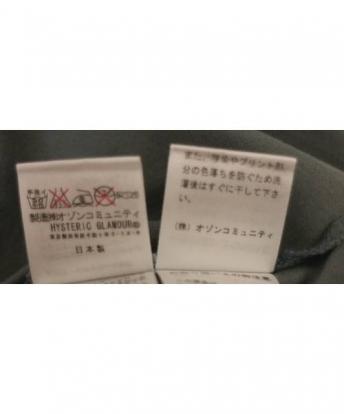 手洗イ
製造㈱オゾンコミュニティ
HYSTERIC GLAMOUR®
日本製
また、薄色やプリント部
分の色落ちを防ぐため洗
濯後はすぐに干して下さ
い。
(株) オゾンコミュニティ